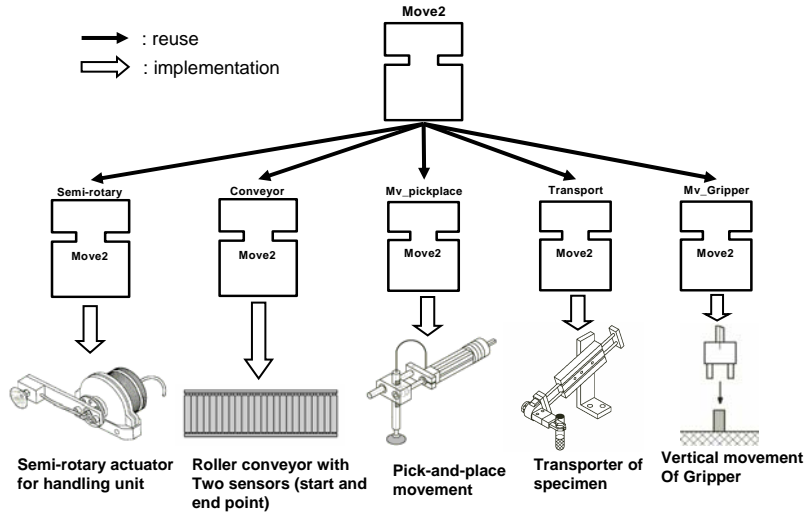 Move2
: reuse
: implementation
Semi-rotary
Conveyor
Mv_pickplace
Transport
Mv_Gripper
Move2
Move2
Move2
Move2
Move2
Semi-rotary actuator
for handling unit
Roller conveyor with
Two sensors (start and
end point)
Pick-and-place
movement
Transporter of
specimen
Vertical movement
Of Gripper